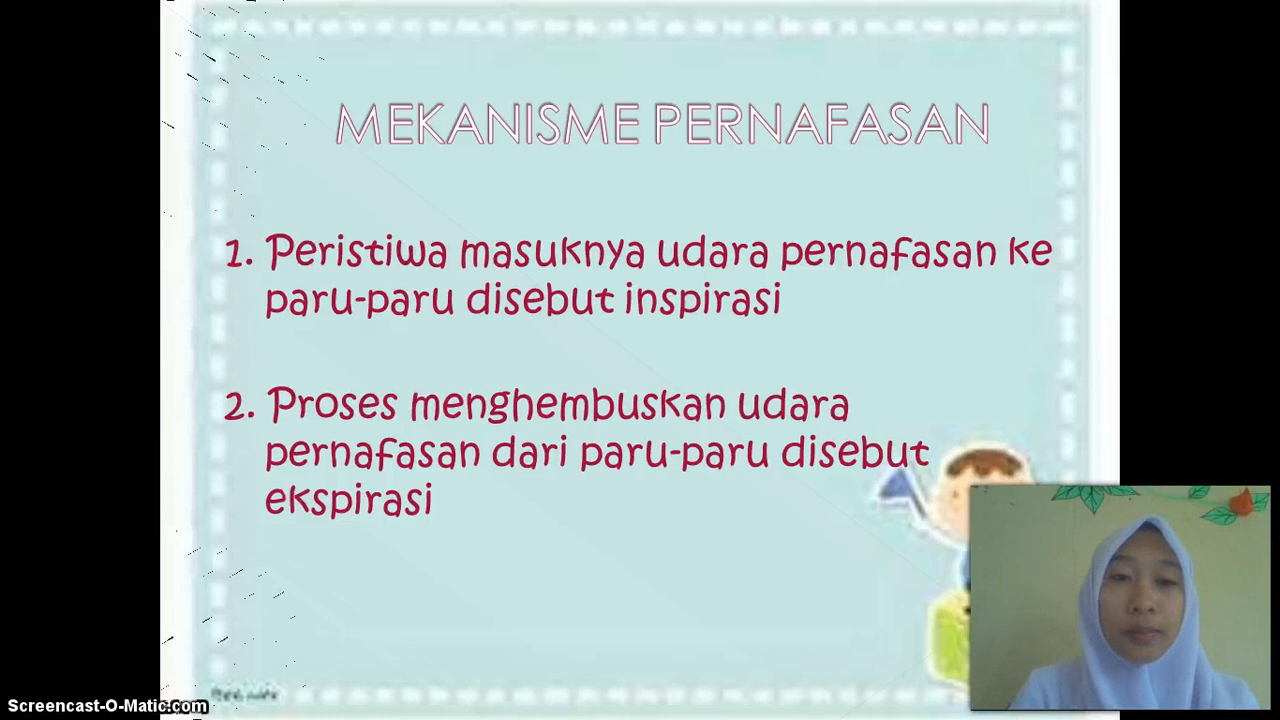 MEKANISME PERNAFASAN
1. Peristiwa masuknya udara pernafasan ke
paru-paru disebut inspirasi
2. Proses menghembuskan udara
pernafasan dari paru-paru disebut
ekspirasi
Screencast-O-Matic.com